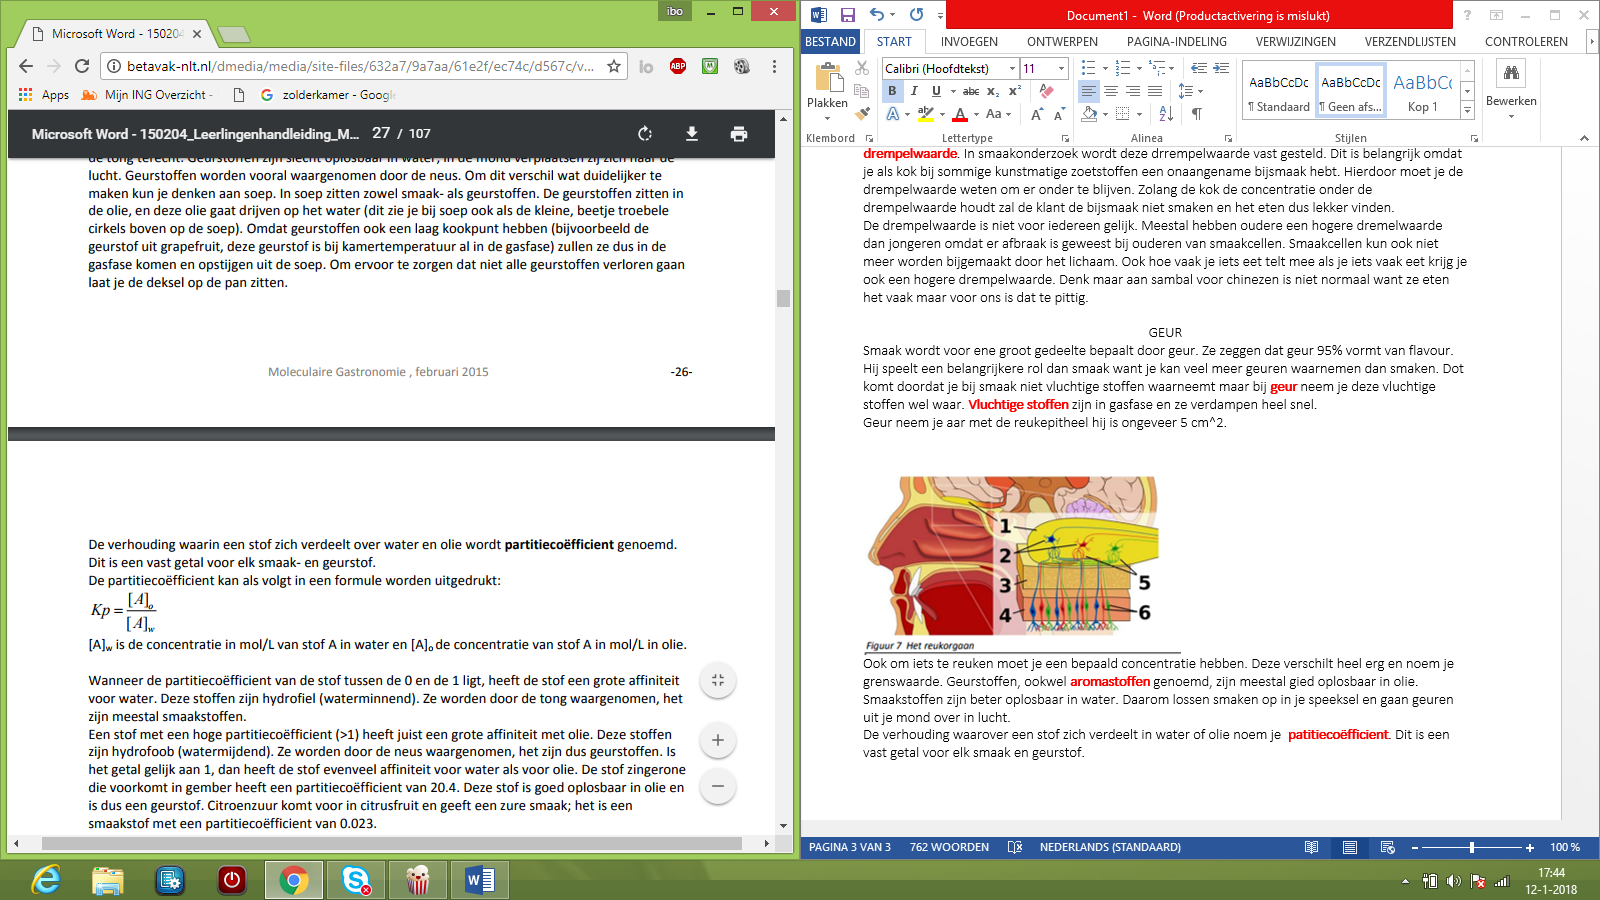 ibo
Microsoft Word - 150204
betavak-nlt.nl/dmedia/media/site-files/632a7/9a7aa/61e2f/ec74c/d567c/v...
Apps
Mijn ING Overzicht -
zolderkamer - Google
Microsoft Word - 150204_Leerlingenhandleiding_M...
27 / 107
de tong terecht. Geurstoffen zijn slecht oplosbaar in water, in de mond verplaatsen zij zich naar de
lucht. Geurstoffen worden vooral waargenomen door de neus. Om dit verschil wat duidelijker te
maken kun je denken aan soep. In soep zitten zowel smaak- als geurstoffen. De geurstoffen zitten in
de olie, en deze olie gaat drijven op het water (dit zie je bij soep ook als de kleine, beetje troebele
cirkels boven op de soep). Omdat geurstoffen ook een laag kookpunt hebben (bijvoorbeeld de
geurstof uit grapefruit, deze geurstof is bij kamertemperatuur al in de gasfase) zullen ze dus in de
gasfase komen en opstijgen uit de soep. Om ervoor te zorgen dat niet alle geurstoffen verloren gaan
laat je de deksel op de pan zitten.
Moleculaire Gastronomie , februari 2015
-26-
De verhouding waarin een stof zich verdeelt over water en olie wordt partitiecoëfficient genoemd.
Dit is een vast getal voor elk smaak- en geurstof.
De partitiecoëfficient kan als volgt in een formule worden uitgedrukt:
Kp = [A]o / [A]w
[A]w is de concentratie in mol/L van stof A in water en [A]o de concentratie van stof A in mol/L in olie.
Wanneer de partitiecoëfficient van de stof tussen de 0 en de 1 ligt, heeft de stof een grote affiniteit
voor water. Deze stoffen zijn hydrofiel (waterminnend). Ze worden door de tong waargenomen, het
zijn meestal smaakstoffen.
Een stof met een hoge partitiecoëfficient (>1) heeft juist een grote affiniteit met olie. Deze stoffen
zijn hydrofoob (watermijdend). Ze worden door de neus waargenomen, het zijn dus geurstoffen. Is
het getal gelijk aan 1, dan heeft de stof evenveel affiniteit voor water als voor olie. De stof zingerone
die voorkomt in gember heeft een partitiecoëfficient van 20.4. Deze stof is goed oplosbaar in olie en
is dus een geurstof. Citroenzuur komt voor in citrusfruit en geeft een zure smaak; het is een
smaakstof met een partitiecoëfficient van 0.023.
Document1 - Word (Productactivering is mislukt)
BESTAND START INVOEGEN ONTWERPEN PAGINA-INDELING VERWIJZINGEN VERZENDLIJSTEN CONTROLEREN
Plakken
Klembord
Calibri (Hoofdtekst) 11
B I U abc x₂ x² A Aa A A
Lettertype
Alinea
AaBbCcDc AaBbCcDc AaBbCc
¶ Standaard ¶ Geen afs... Kop 1
Stijlen
Bewerken
drempelwaarde. In smaakonderzoek wordt deze drrempelwaarde vast gesteld. Dit is belangrijk omdat
je als kok bij sommige kunstmatige zoetstoffen een onaangename bijsmaak hebt. Hierdoor moet je de
drempelwaarde weten om er onder te blijven. Zolang de kok de concentratie onder de
drempelwaarde houdt zal de klant de bijsmaak niet smaken en het eten dus lekker vinden.
De drempelwaarde is niet voor iedereen gelijk. Meestal hebben oudere een hogere dremelwaarde
dan jongeren omdat er afbraak is geweest bij ouderen van smaakcellen. Smaakcellen kun ook niet
meer worden bijgemaakt door het lichaam. Ook hoe vaak je iets eet telt mee als je iets vaak eet krijg je
ook een hogere drempelwaarde. Denk maar aan sambal voor chinezen is niet normaal want ze eten
het vaak maar voor ons is dat te pittig.
GEUR
Smaak wordt voor ene groot gedeelte bepaalt door geur. Ze zeggen dat geur 95% vormt van flavour.
Hij speelt een belangrijkere rol dan smaak want je kan veel meer geuren waarnemen dan smaken. Dot
komt doordat je bij smaak niet vluchtige stoffen waarneemt maar bij geur neem je deze vluchtige
stoffen wel waar. Vluchtige stoffen zijn in gasfase en ze verdampen heel snel.
Geur neem je aar met de reukepitheel hij is ongeveer 5 cm^2.
1
2
3
4
5
6
Figuur 7 Het reukorgaan
Ook om iets te reuken moet je een bepaald concentratie hebben. Deze verschilt heel erg en noem je
grenswaarde. Geurstoffen, ookwel aromastoffen genoemd, zijn meestal gied oplosbaar in olie.
Smaakstoffen zijn beter oplosbaar in water. Daarom lossen smaken op in je speeksel en gaan geuren
uit je mond over in lucht.
De verhouding waarover een stof zich verdeelt in water of olie noem je patitiecoëfficient. Dit is een
vast getal voor elk smaak en geurstof.
PAGINA 3 VAN 3 762 WOORDEN NEDERLANDS (STANDAARD) 100 %
17:44
12-1-2018